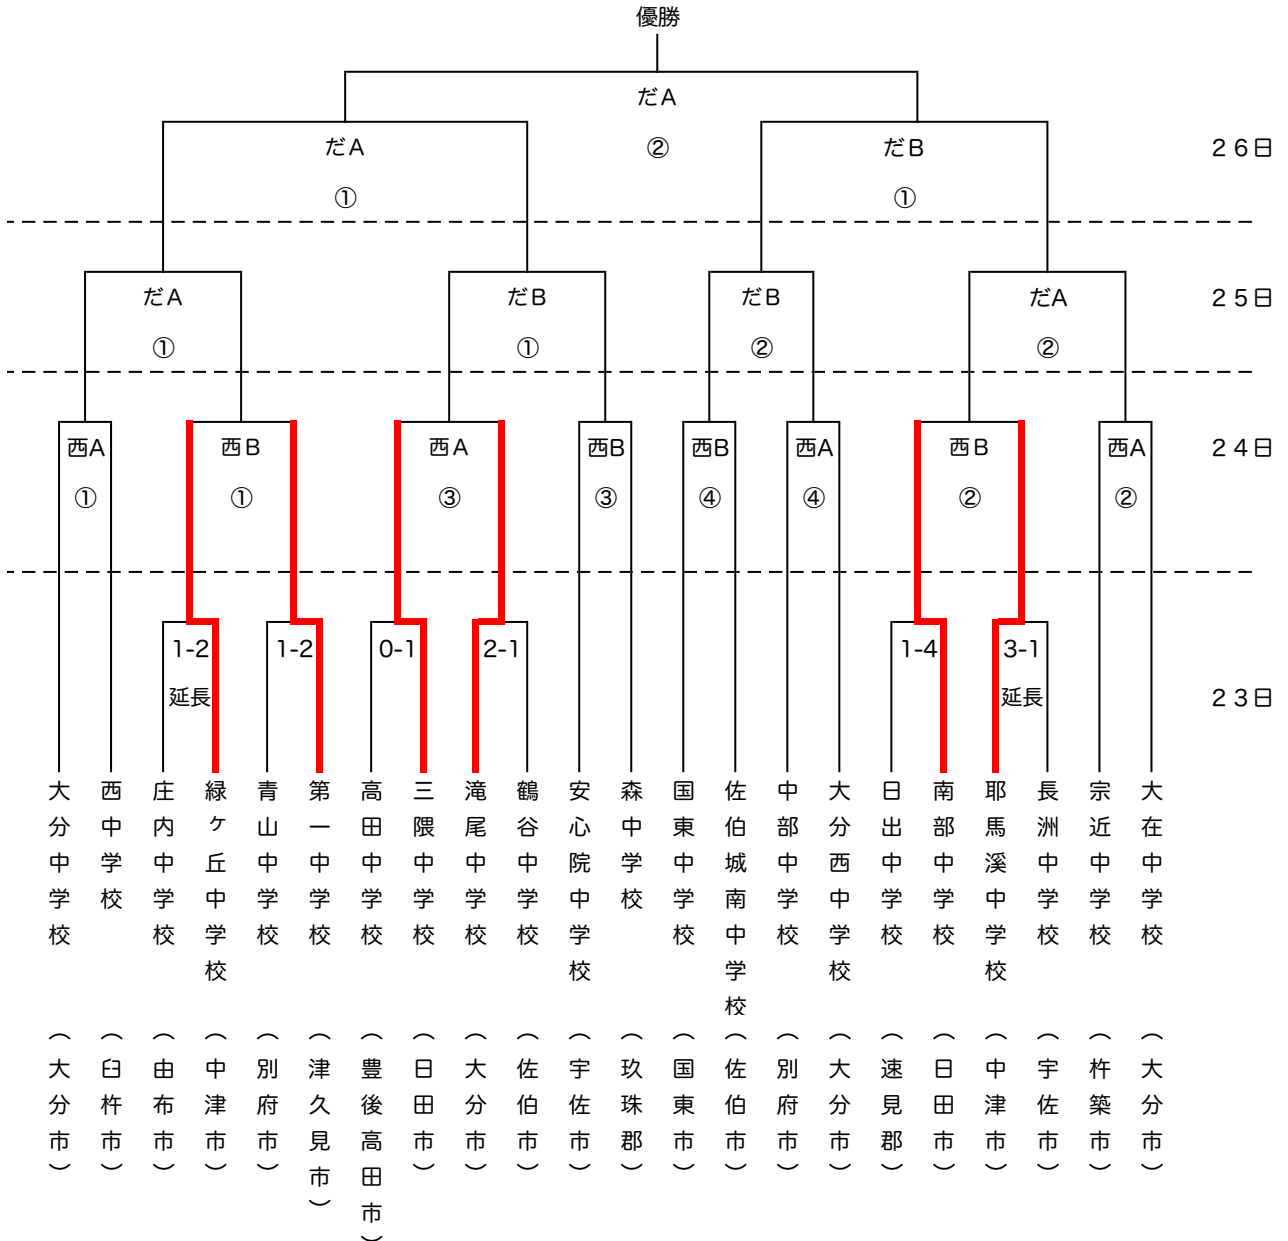 優勝
だA
②
だA
①
だB
①
２６日
だA
①
だB
①
だB
②
だA
②
２５日
西A
①
西B
①
西A
③
西B
③
西B
④
西A
④
西B
②
西A
②
２４日
1-2
延長
1-2
0-1
2-1
1-4
3-1
延長
２３日
大分中学校
西中学校
庄内中学校
緑ヶ丘中学校
青山中学校
第一中学校
高田中学校
三隈中学校
滝尾中学校
鶴谷中学校
安心院中学校
森中学校
国東中学校
佐伯城南中学校
中部中学校
大分西中学校
日出中学校
南部中学校
耶馬溪中学校
長洲中学校
宗近中学校
大在中学校
（大分市）
（臼杵市）
（由布市）
（中津市）
（別府市）
（津久見市）
（豊後高田市）
（日田市）
（大分市）
（佐伯市）
（宇佐市）
（玖珠郡）
（国東市）
（佐伯市）
（別府市）
（大分市）
（速見郡）
（日田市）
（中津市）
（宇佐市）
（杵築市）
（大分市）